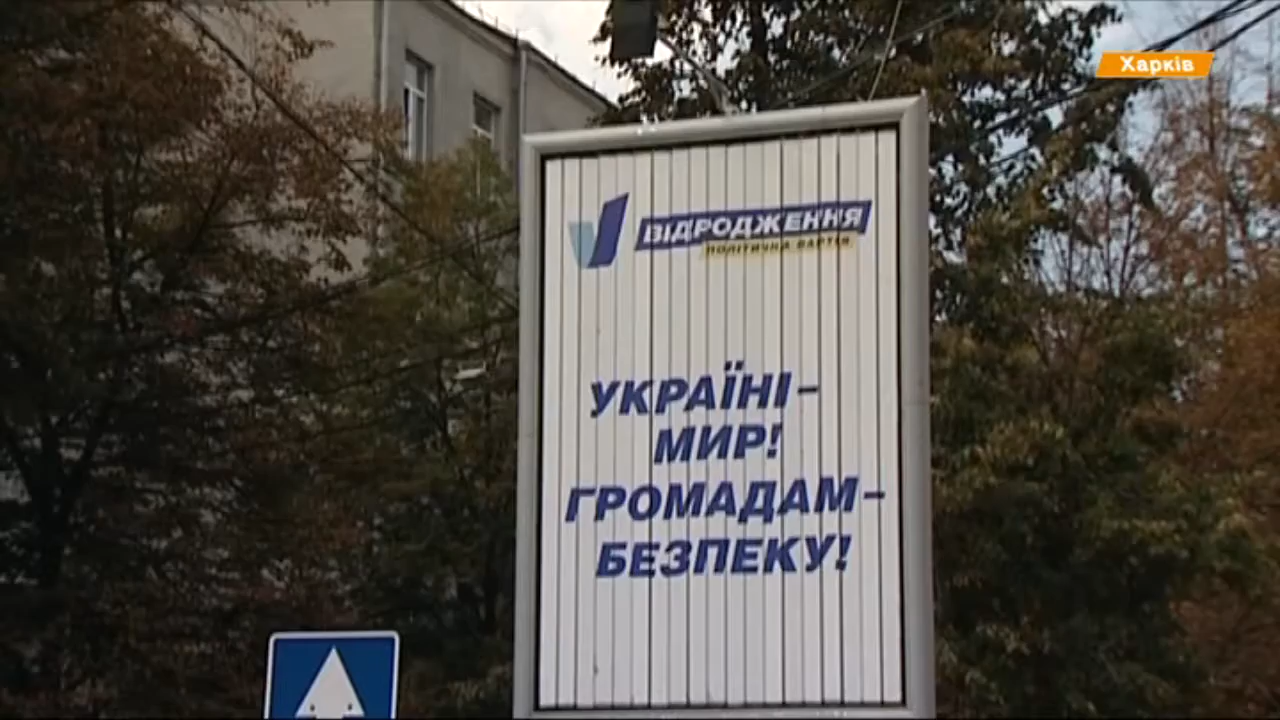 Харків
ВІДРОДЖЕННЯ
ПОЛІТИЧНА ПАРТІЯ
УКРАЇНІ–
МИР!
ГРОМАДАМ–
БЕЗПЕКУ!